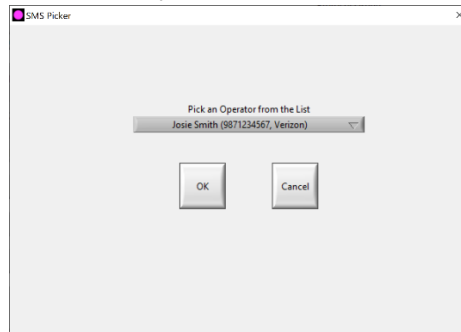 SMS Picker
Pick an Operator from the List
Josie Smith (9871234567, Verizon)
OK
Cancel